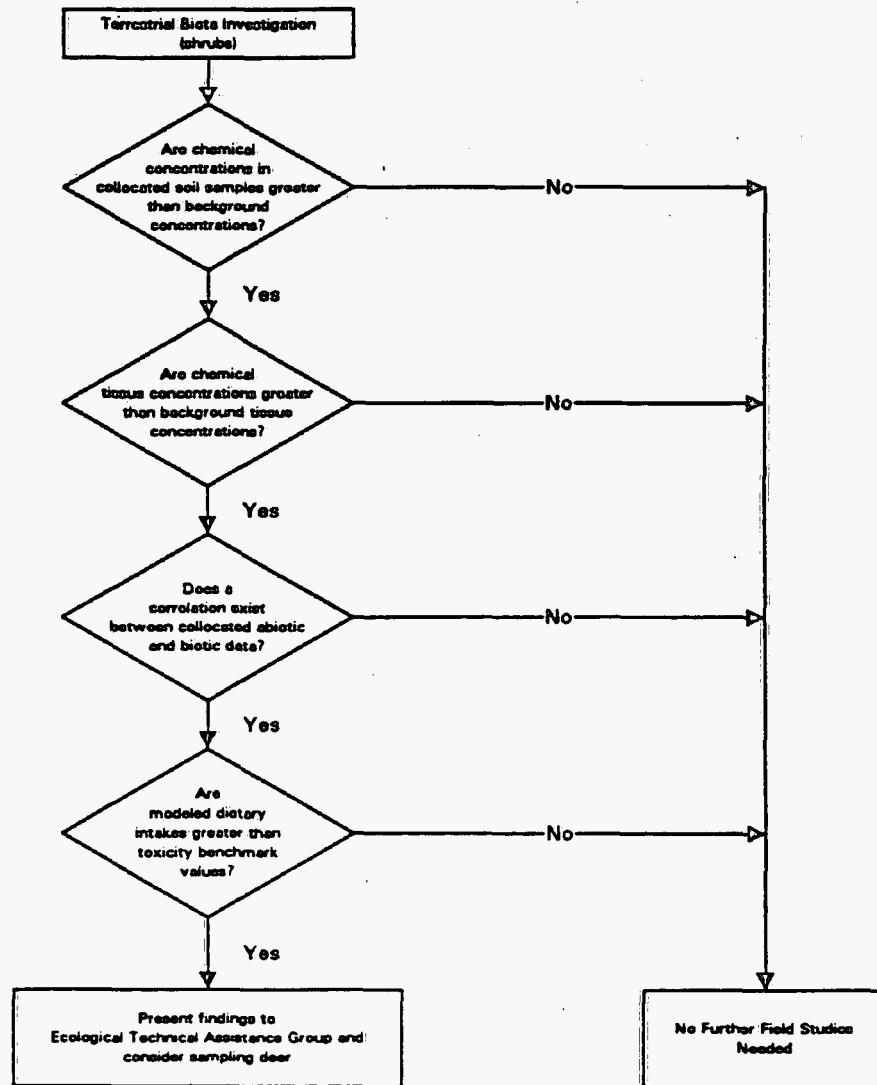 Terrestrial Biota Investigation
(shrubs)
Are chemical
concentrations in
collocated soil samples greater
than background
concentrations?
No
Yes
Are chemical
tissue concentrations greater
than background tissue
concentrations?
No
Yes
Does a
correlation exist
between collocated abiotic
and biotic data?
No
Yes
Are
modeled dietary
intakes greater than
toxicity benchmark
values?
No
Yes
Present findings to
Ecological Technical Assistance Group and
consider sampling deer
No Further Field Studies
Needed